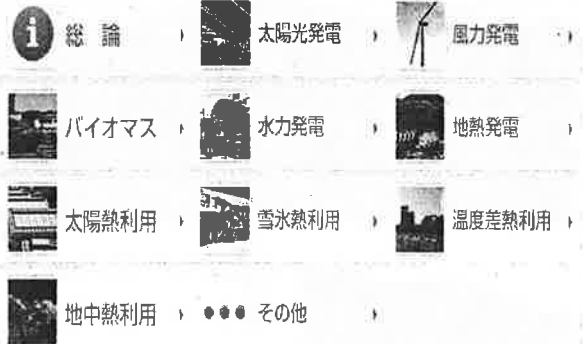 総論
太陽光発電
風力発電
バイオマス
水力発電
地熱発電
太陽熱利用
雪氷熱利用
温度差熱利用
地中熱利用
その他